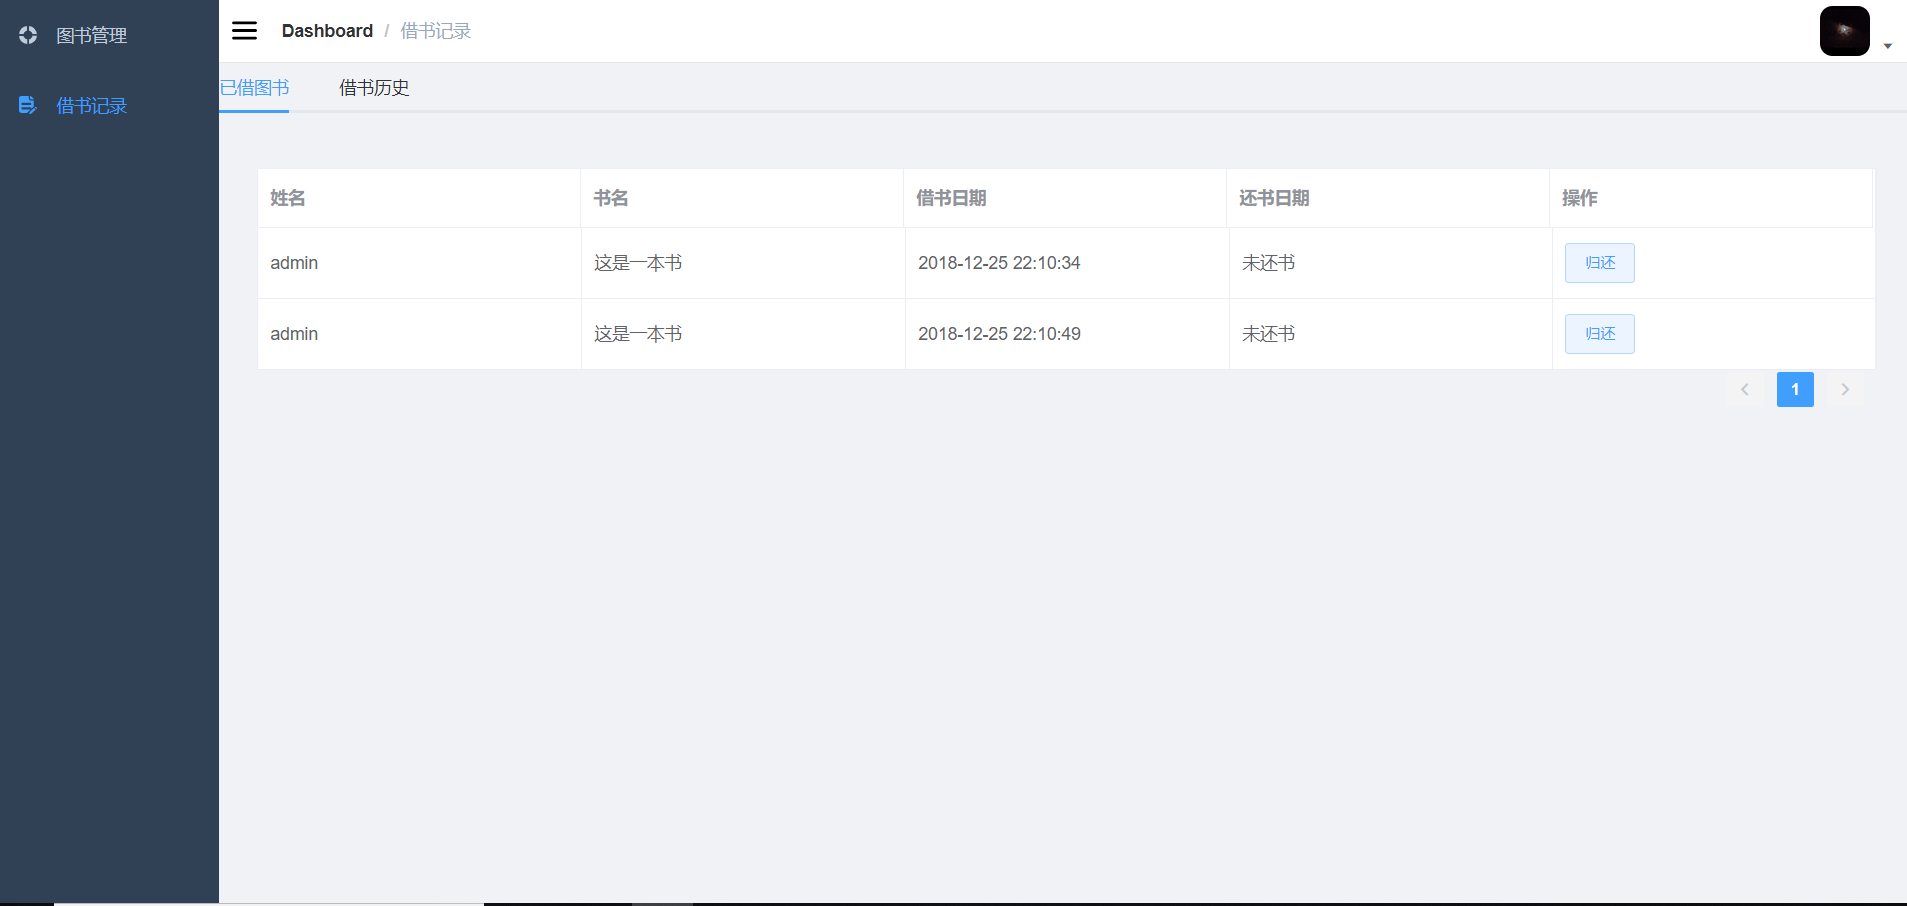 图书管理
借书记录
Dashboard / 借书记录
已借图书 借书历史
姓名 书名 借书日期 还书日期 操作
admin 这是一本书 2018-12-25 22:10:34 未还书 归还
admin 这是一本书 2018-12-25 22:10:49 未还书 归还
1